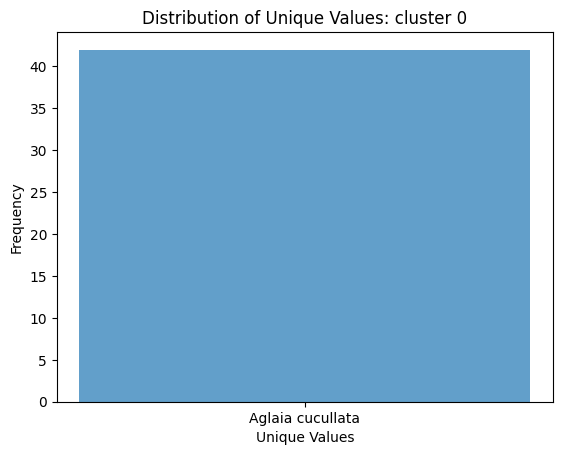 Distribution of Unique Values: cluster 0
Frequency
40
35
30
25
20
15
10
5
0
Aglaia cucullata
Unique Values